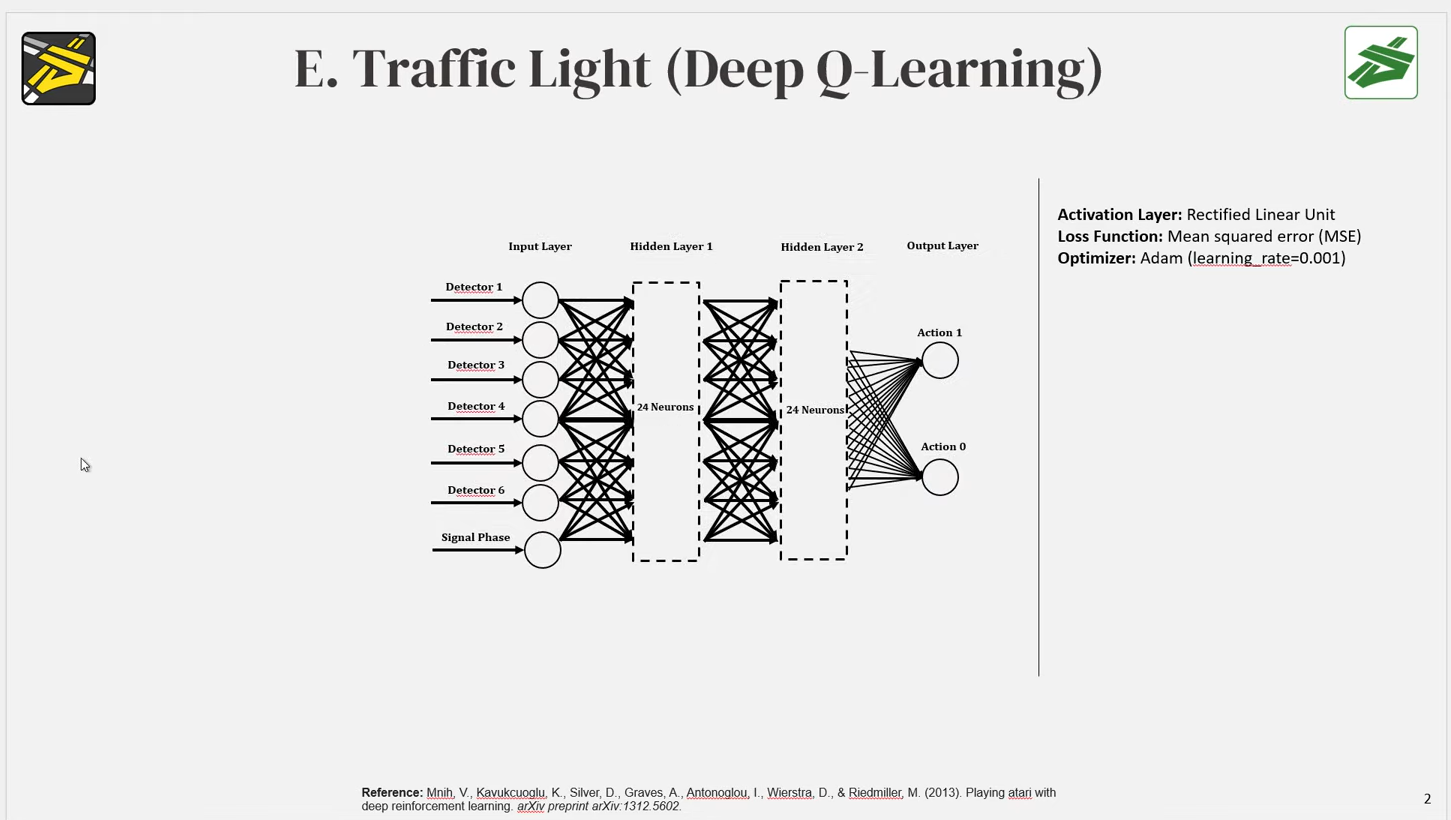 E. Traffic Light (Deep Q-Learning)
Input Layer
Hidden Layer 1
Hidden Layer 2
Output Layer
Detector 1
Detector 2
Detector 3
Detector 4
Detector 5
Detector 6
Signal Phase
24 Neurons
24 Neurons
Action 1
Action 0
Activation Layer: Rectified Linear Unit
Loss Function: Mean squared error (MSE)
Optimizer: Adam (learning_rate=0.001)
Reference: Mnih, V., Kavukcuoglu, K., Silver, D., Graves, A., Antonoglou, I., Wierstra, D., & Riedmiller, M. (2013). Playing atari with
deep reinforcement learning. arXiv preprint arXiv:1312.5602.
2